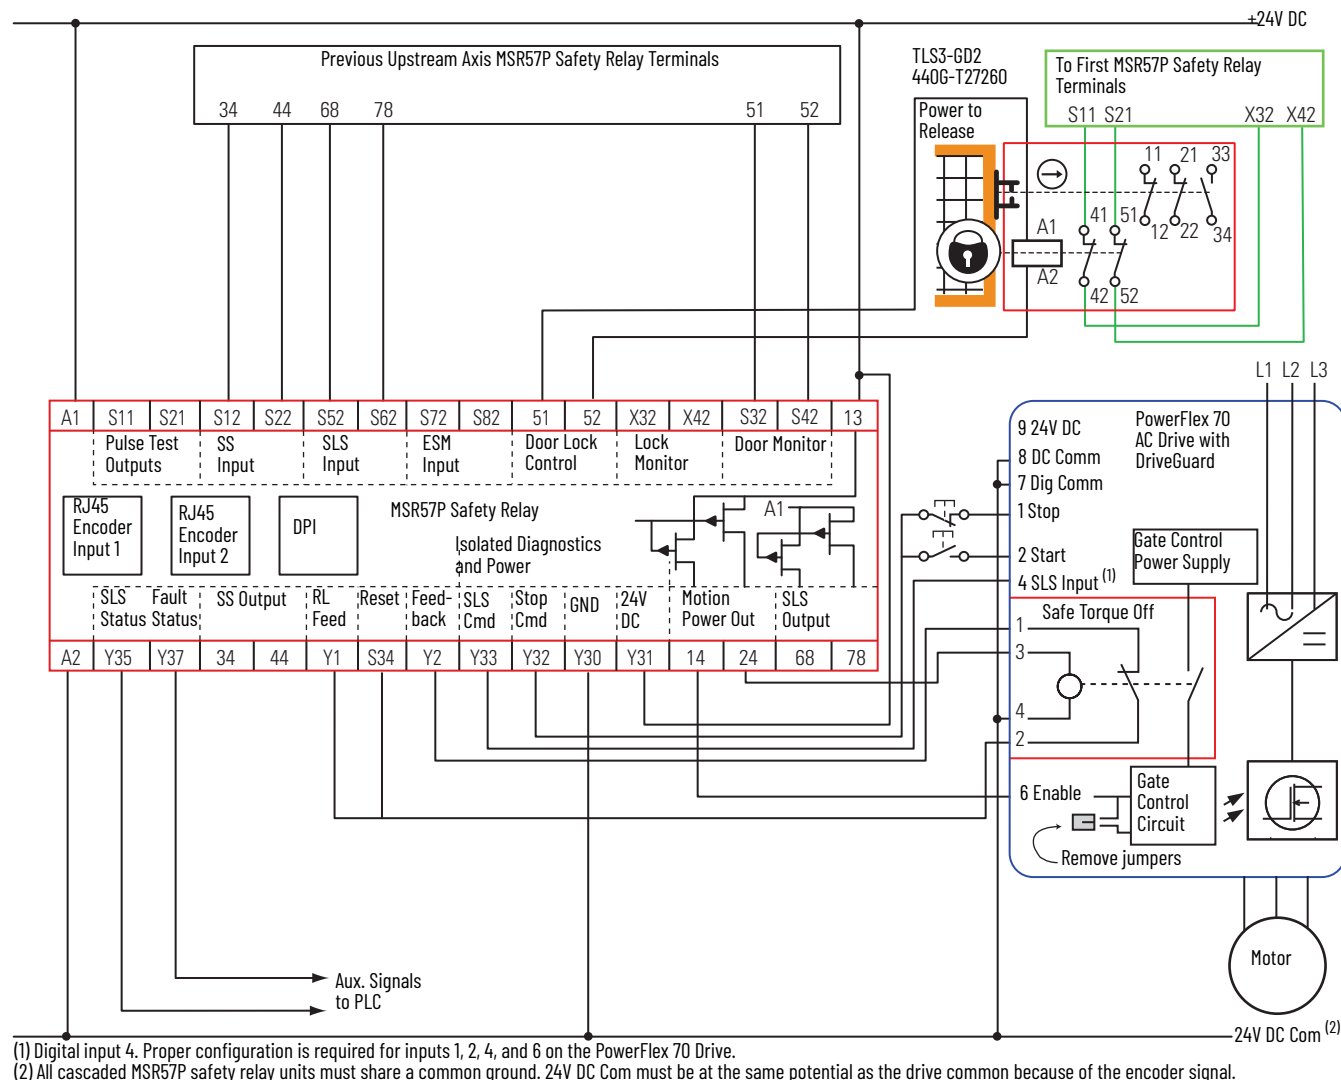 +24V DC
Previous Upstream Axis MSR57P Safety Relay Terminals
34 44 68 78 51 52
TLS3-GD2
440G-T27260
Power to
Release
To First MSR57P Safety Relay
Terminals
S11 S21 X32 X42
11 21 33
12 22 34
41 51
A1
A2
42 52
L1 L2 L3
A1 S11 S21 S12 S22 S52 S62 S72 S82 51 52 X32 X42 S32 S42 13
Pulse Test
Outputs
SS
Input
SLS
Input
ESM
Input
Door Lock
Control
Lock
Monitor
Door Monitor
RJ45
Encoder
Input 1
RJ45
Encoder
Input 2
DPI
MSR57P Safety Relay
A1
Isolated Diagnostics
and Power
SLS
Status
Fault
Status
SS Output
RL
Feed
Reset
Feed-
back
SLS
Cmd
Stop
Cmd
GND
24V
DC
Motion
Power Out
SLS
Output
A2 Y35 Y37 34 44 Y1 S34 Y2 Y33 Y32 Y30 Y31 14 24 68 78
9 24V DC
8 DC Comm
7 Dig Comm
1 Stop
2 Start
4 SLS Input (1)
PowerFlex 70
AC Drive with
DriveGuard
Gate Control
Power Supply
Safe Torque Off
1
3
4
2
6 Enable
Gate
Control
Circuit
Remove jumpers
Motor
Aux. Signals
to PLC
24V DC Com (2)
(1) Digital input 4. Proper configuration is required for inputs 1, 2, 4, and 6 on the PowerFlex 70 Drive.
(2) All cascaded MSR57P safety relay units must share a common ground. 24V DC Com must be at the same potential as the drive common because of the encoder signal.